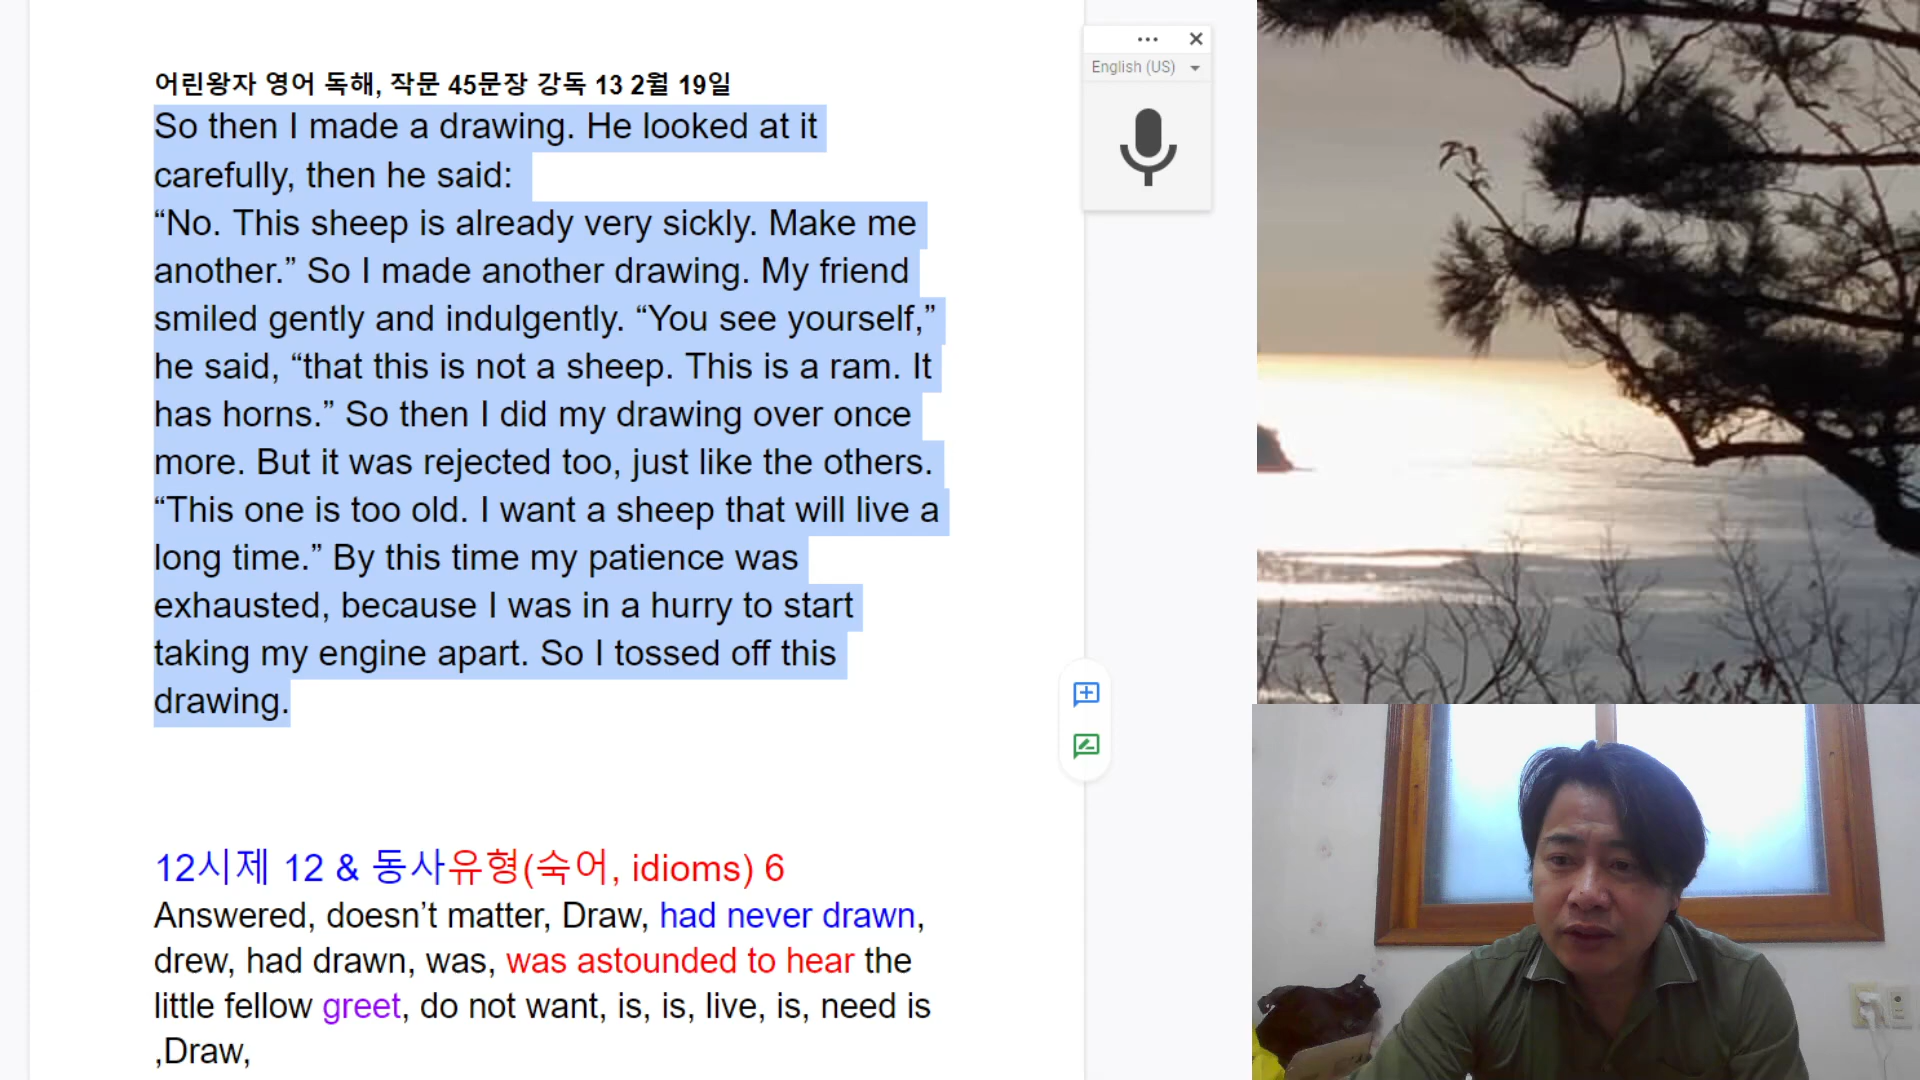 어린왕자 영어 독해, 작문 45문장 강독 13 2월 19일
So then I made a drawing. He looked at it
carefully, then he said:
“No. This sheep is already very sickly. Make me
another.” So I made another drawing. My friend
smiled gently and indulgently. “You see yourself,”
he said, “that this is not a sheep. This is a ram. It
has horns.” So then I did my drawing over once
more. But it was rejected too, just like the others.
“This one is too old. I want a sheep that will live a
long time.” By this time my patience was
exhausted, because I was in a hurry to start
taking my engine apart. So I tossed off this
drawing.
12시제 12 & 동사유형(숙어, idioms) 6
Answered, doesn’t matter, Draw, had never drawn,
drew, had drawn, was, was astounded to hear the
little fellow greet, do not want, is, is, live, is, need is
,Draw,
English (US)